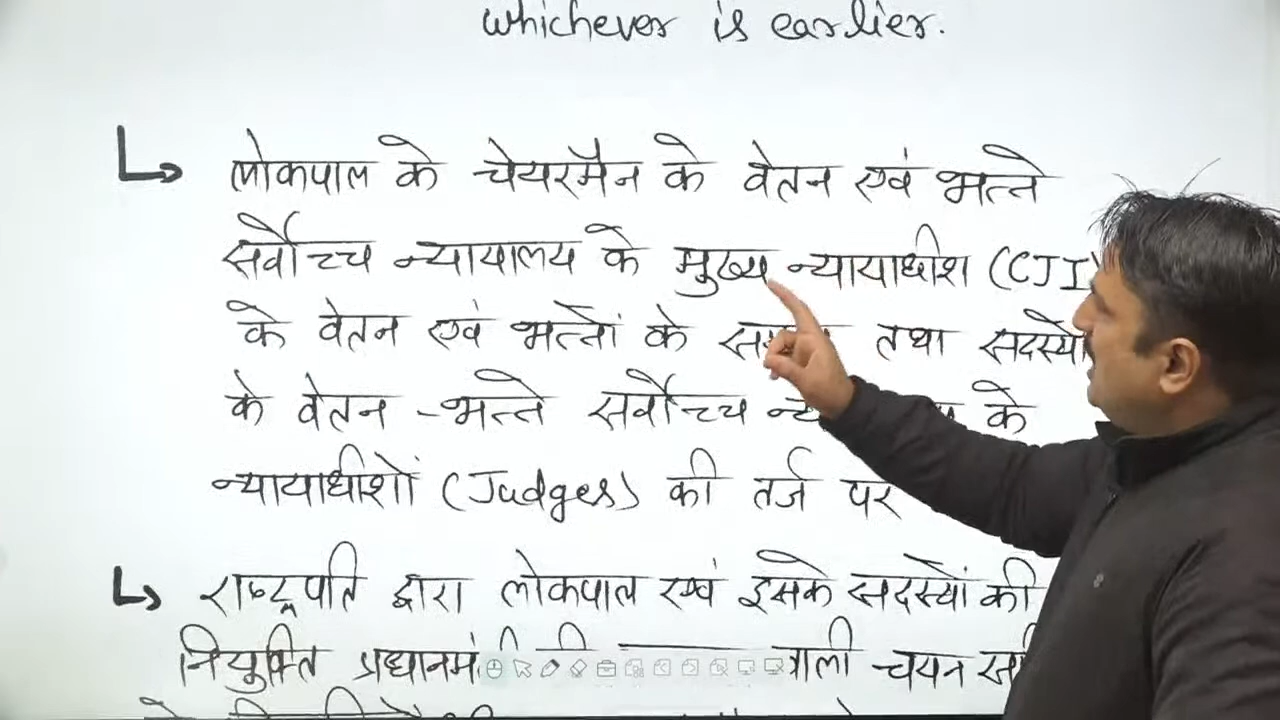 whichever is earlier.
लोकपाल के चेयरमैन के वेतन एवं भत्ते
सर्वोच्च न्यायालय के मुख्य न्यायाधीश (CJI)
के वेतन एवं भत्तों के तथा सदस्यों
के वेतन - भत्ते सर्वोच्च के
न्यायाधीशों (Judges) की तर्ज पर
राष्ट्रपति द्वारा लोकपाल एवं इसके सदस्यों की
नियुक्ति चयन